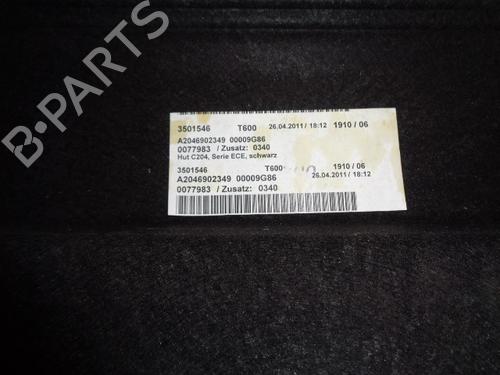 3501546 T600 26.04.2011/ 18:12 1910 / 06
A2046902349 00009G86
0077983 / Zusatz: 0340
Hut C204, Serie ECE, schwarz
3501546 T600 1910 / 06
A2046902349 00009G86 26.04.2011/ 18:12
0077983 / Zusatz: 0340
B-PARTS